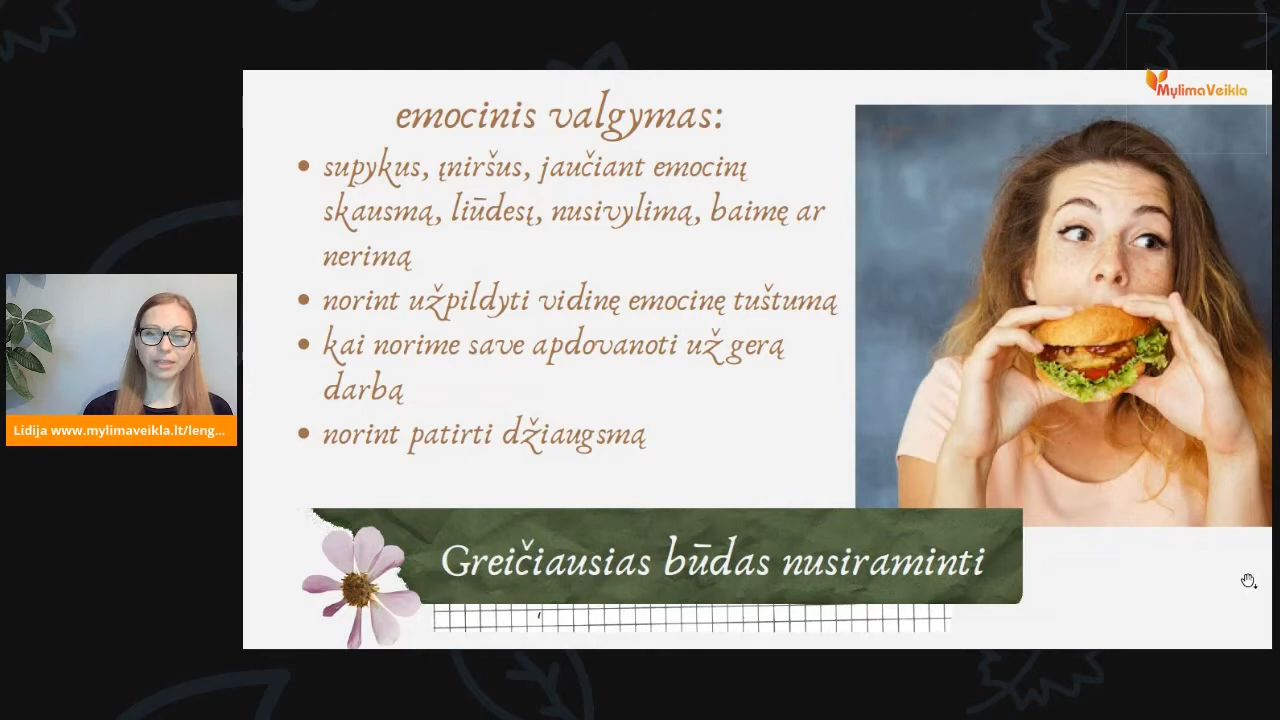 MylimaVeikla
emocinis valgymas:
• supykus, įniršus, jaučiant emocinį
skausmą, liūdesį, nusivylimą, baimę ar
nerimą
• norint užpildyti vidinę emocinę tuštumą
• kai norime save apdovanoti už gerą
darbą
• norint patirti džiaugsmą
Lidija www.mylimaveikla.lt/leng...
Greičiausias būdas nusiraminti